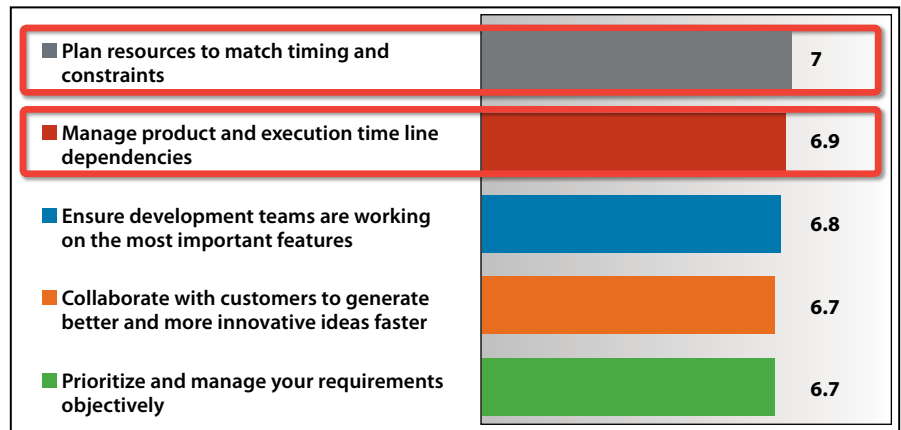 Plan resources to match timing and
constraints
7
Manage product and execution time line
dependencies
6.9
Ensure development teams are working
on the most important features
6.8
Collaborate with customers to generate
better and more innovative ideas faster
6.7
Prioritize and manage your requirements
objectively
6.7